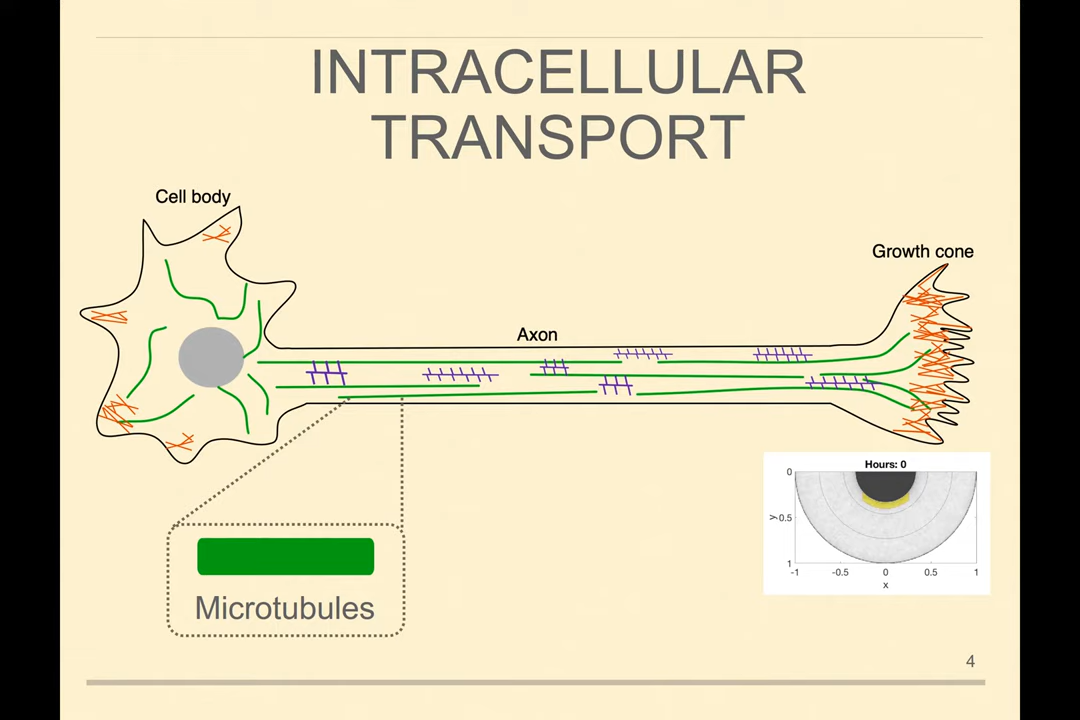 INTRACELLULAR
TRANSPORT
Cell body
Growth cone
Axon
Hours: 0
0
0.5
1
y
-1 -0.5 0 0.5 1
x
Microtubules
4